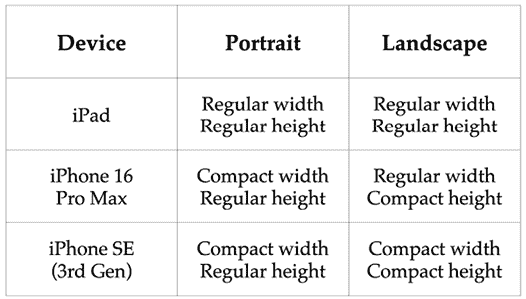 Device Portrait Landscape
iPad
Regular width
Regular height
Regular width
Regular height
iPhone 16
Pro Max
Compact width
Regular height
Regular width
Compact height
iPhone SE
(3rd Gen)
Compact width
Regular height
Compact width
Compact height